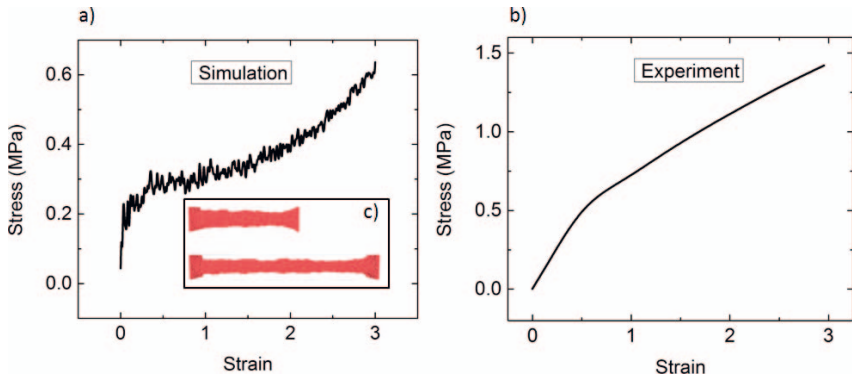 a)
Simulation
Stress (MPa)
0.6
0.4
0.2
0.0
c)
0
1
2
3
Strain
b)
Experiment
Stress (MPa)
1.5
1.0
0.5
0.0
0
1
2
3
Strain